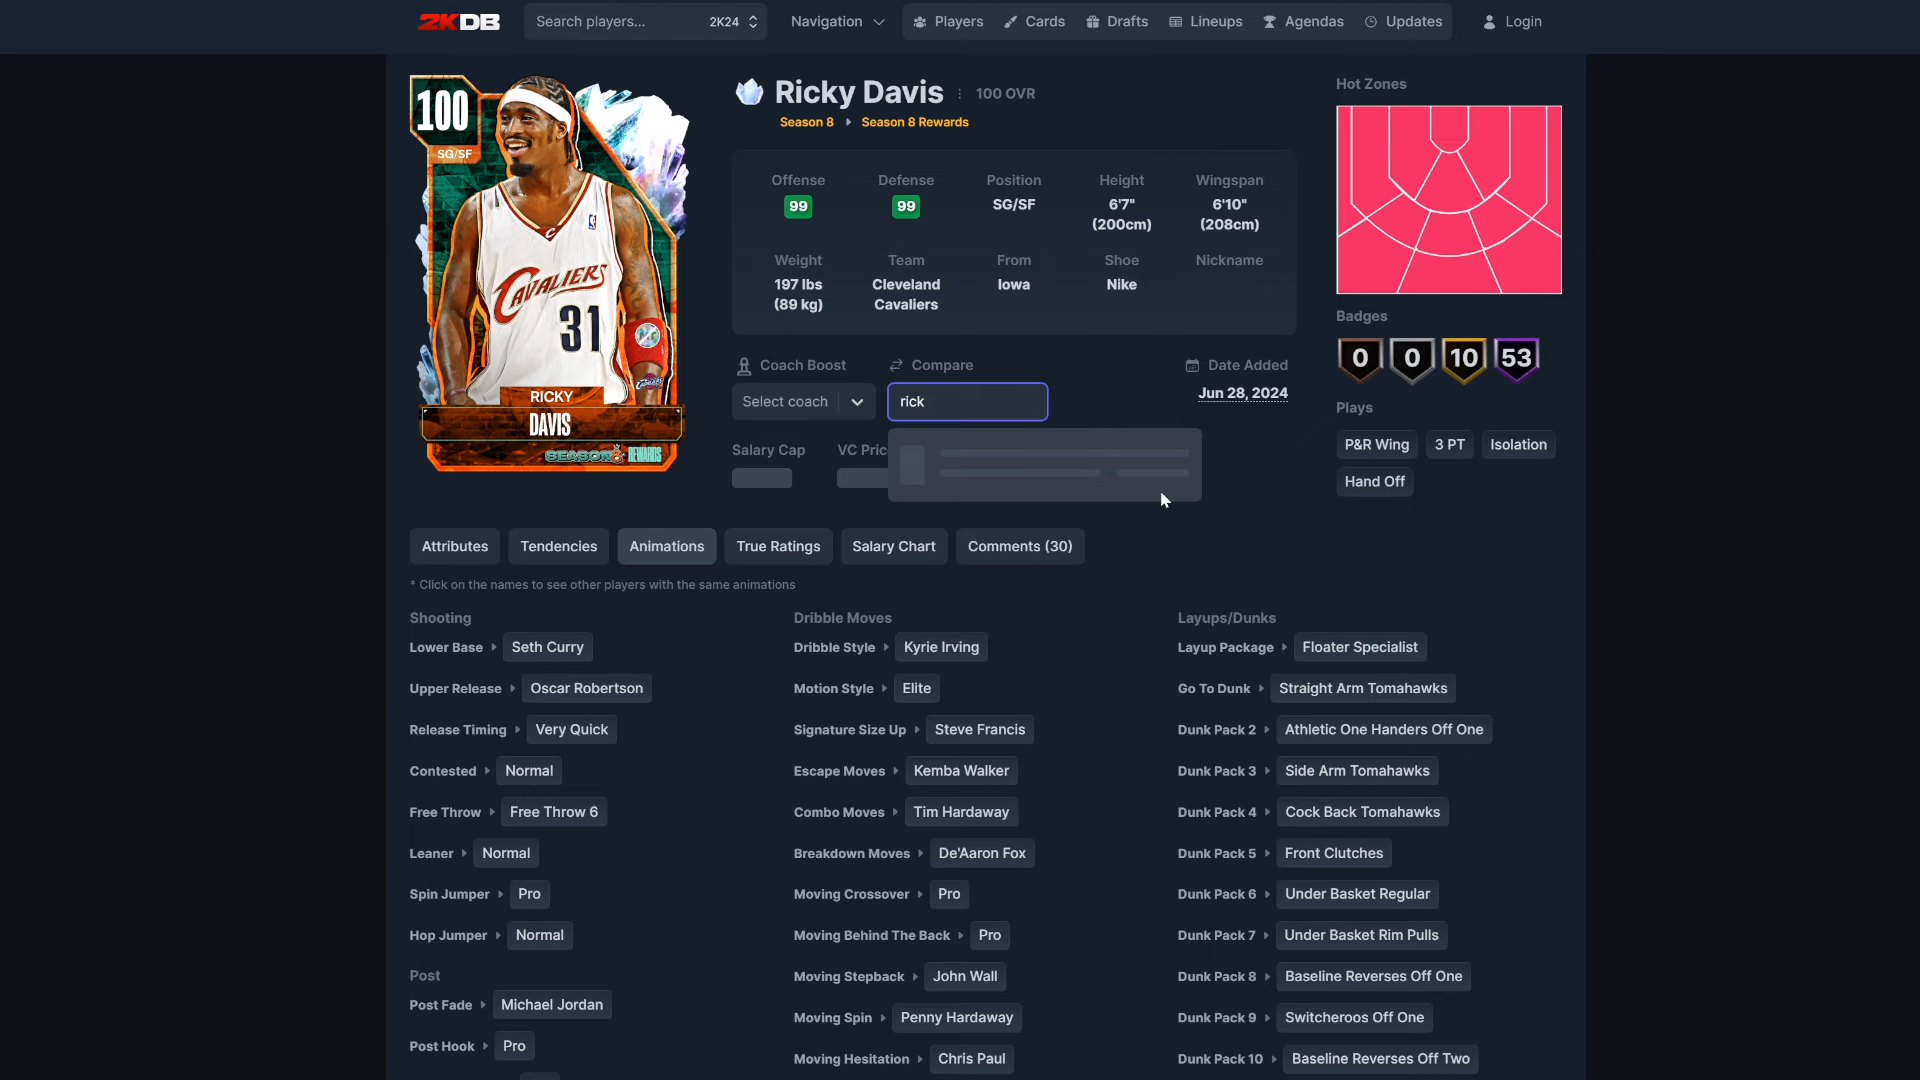 2KDB
Search players...
2K24
Navigation
Players
Cards
Drafts
Lineups
Agendas
Updates
Login
100
SG/SF
CAVALIERS
31
RICKY
DAVIS
SEASON 8 REWARDS
Ricky Davis : 100 OVR
Season 8 Season 8 Rewards
Offense
99
Defense
99
Position
SG/SF
Height
6'7"
(200cm)
Wingspan
6'10"
(208cm)
Weight
197 lbs
(89 kg)
Team
Cleveland
Cavaliers
From
Iowa
Shoe
Nike
Nickname
Coach Boost
Select coach
Compare
rick
Date Added
Jun 28, 2024
Salary Cap
VC Pric
Hot Zones
Badges
0 0 10 53
Plays
P&R Wing 3 PT Isolation
Hand Off
Attributes Tendencies Animations True Ratings Salary Chart Comments (30)
* Click on the names to see other players with the same animations
Shooting
Lower Base Seth Curry
Upper Release Oscar Robertson
Release Timing Very Quick
Contested Normal
Free Throw Free Throw 6
Leaner Normal
Spin Jumper Pro
Hop Jumper Normal
Post
Post Fade Michael Jordan
Post Hook Pro
Dribble Moves
Dribble Style Kyrie Irving
Motion Style Elite
Signature Size Up Steve Francis
Escape Moves Kemba Walker
Combo Moves Tim Hardaway
Breakdown Moves De'Aaron Fox
Moving Crossover Pro
Moving Behind The Back Pro
Moving Stepback John Wall
Moving Spin Penny Hardaway
Moving Hesitation Chris Paul
Layups/Dunks
Layup Package Floater Specialist
Go To Dunk Straight Arm Tomahawks
Dunk Pack 2 Athletic One Handers Off One
Dunk Pack 3 Side Arm Tomahawks
Dunk Pack 4 Cock Back Tomahawks
Dunk Pack 5 Front Clutches
Dunk Pack 6 Under Basket Regular
Dunk Pack 7 Under Basket Rim Pulls
Dunk Pack 8 Baseline Reverses Off One
Dunk Pack 9 Switcheroos Off One
Dunk Pack 10 Baseline Reverses Off Two